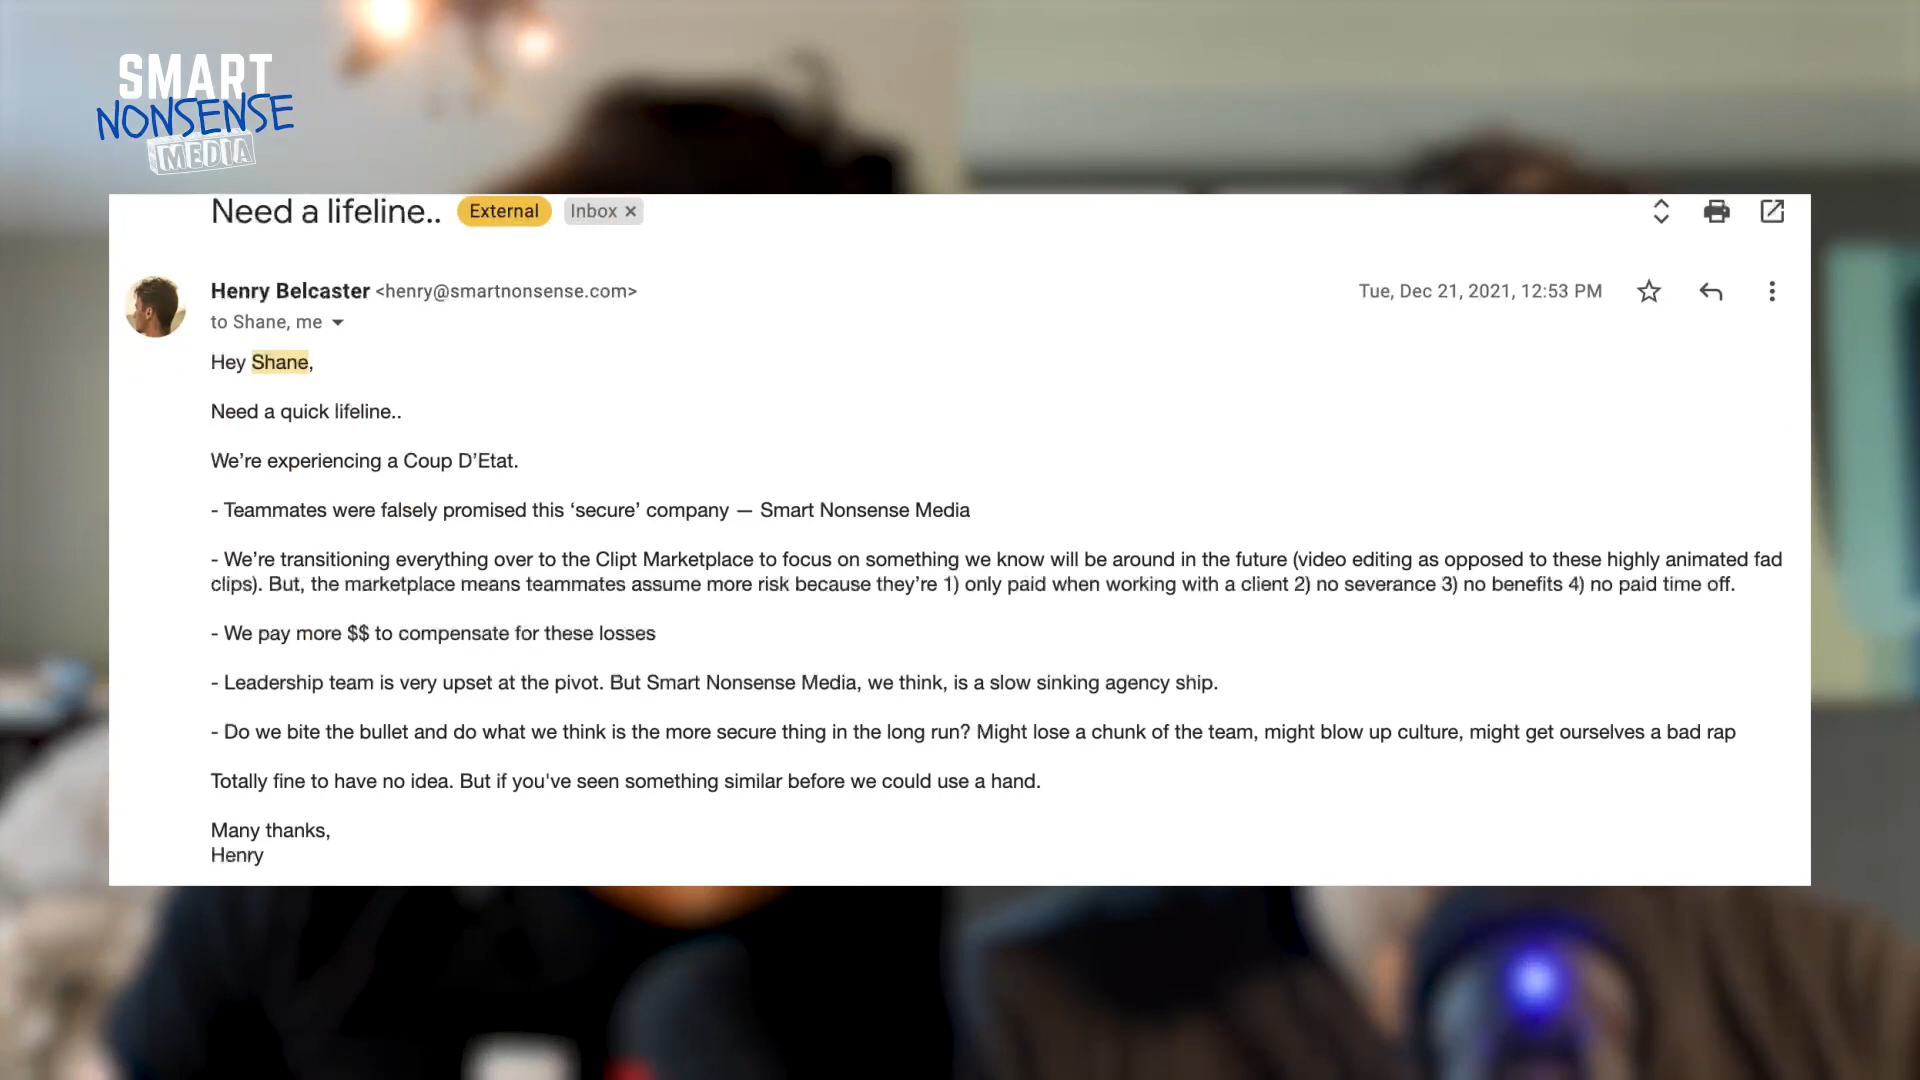 SMART
NONSENSE
MEDIA
Need a lifeline.. External Inbox ×
Henry Belcaster <henry@smartnonsense.com> Tue, Dec 21, 2021, 12:53 PM
to Shane, me
Hey Shane,
Need a quick lifeline..
We’re experiencing a Coup D’Etat.
- Teammates were falsely promised this ‘secure’ company — Smart Nonsense Media
- We’re transitioning everything over to the Clipt Marketplace to focus on something we know will be around in the future (video editing as opposed to these highly animated fad
clips). But, the marketplace means teammates assume more risk because they’re 1) only paid when working with a client 2) no severance 3) no benefits 4) no paid time off.
- We pay more $$ to compensate for these losses
- Leadership team is very upset at the pivot. But Smart Nonsense Media, we think, is a slow sinking agency ship.
- Do we bite the bullet and do what we think is the more secure thing in the long run? Might lose a chunk of the team, might blow up culture, might get ourselves a bad rap
Totally fine to have no idea. But if you've seen something similar before we could use a hand.
Many thanks,
Henry